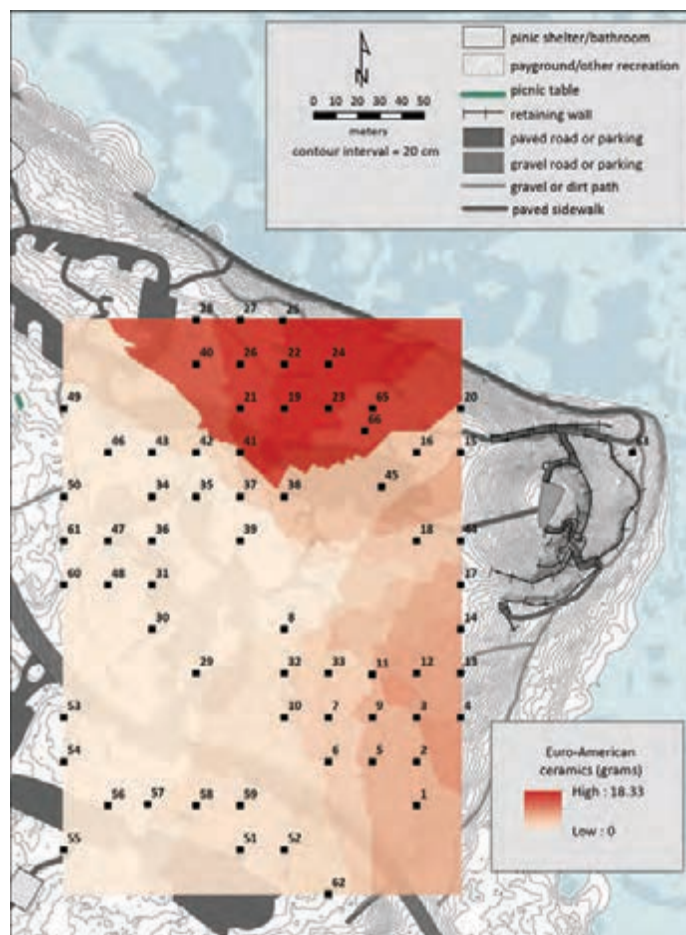 pinic shelter/bathroom
payground/other recreation
picnic table
retaining wall
paved road or parking
gravel road or parking
gravel or dirt path
paved sidewalk
N
0 10 20 30 40 50
meters
contour interval = 20 cm
28 27 25
40 26 22 24
49 21 19 23 65 20
66
46 43 42 41 16 15
45
50 34 35 37 38
61 47 36 39 18 44
60 48 31 17
30 8 14
29 32 33 11 12 13
53 10 7 9 3 4
54 6 5 2
56 57 58 59 1
55 51 52
62
Euro-American
ceramics (grams)
High : 18.33
Low : 0